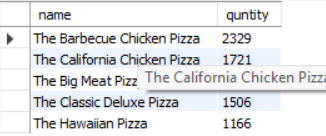 name quntity
The Barbecue Chicken Pizza 2329
The California Chicken Pizza 1721
The Big Meat Pizz The California Chicken Pizza
The Classic Deluxe Pizza 1506
The Hawaiian Pizza 1166